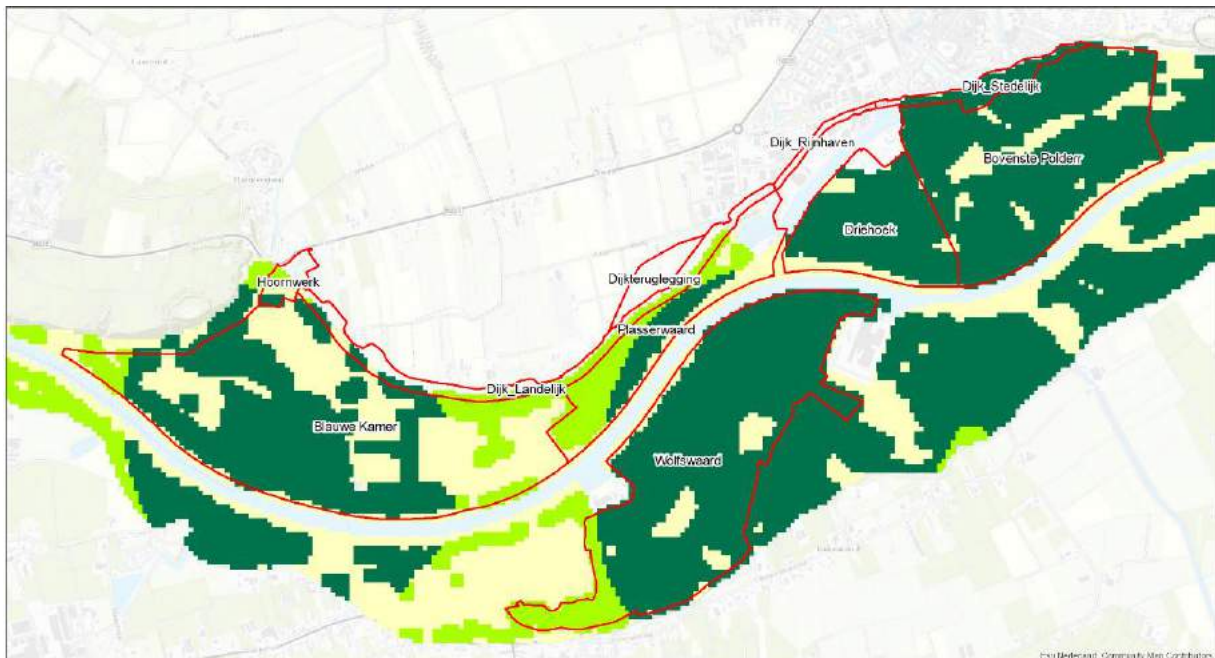 Dijk_Stedelijk
Dijk_Rijnhaven
Bovenste Polderr
Driehoek
Hoornwerk
Dijkteruglegging
Plasserwaard
Dijk_Landelijk
Blauwe Kamer
Wolfswaard
Esri Nederland, Community Map Contributors